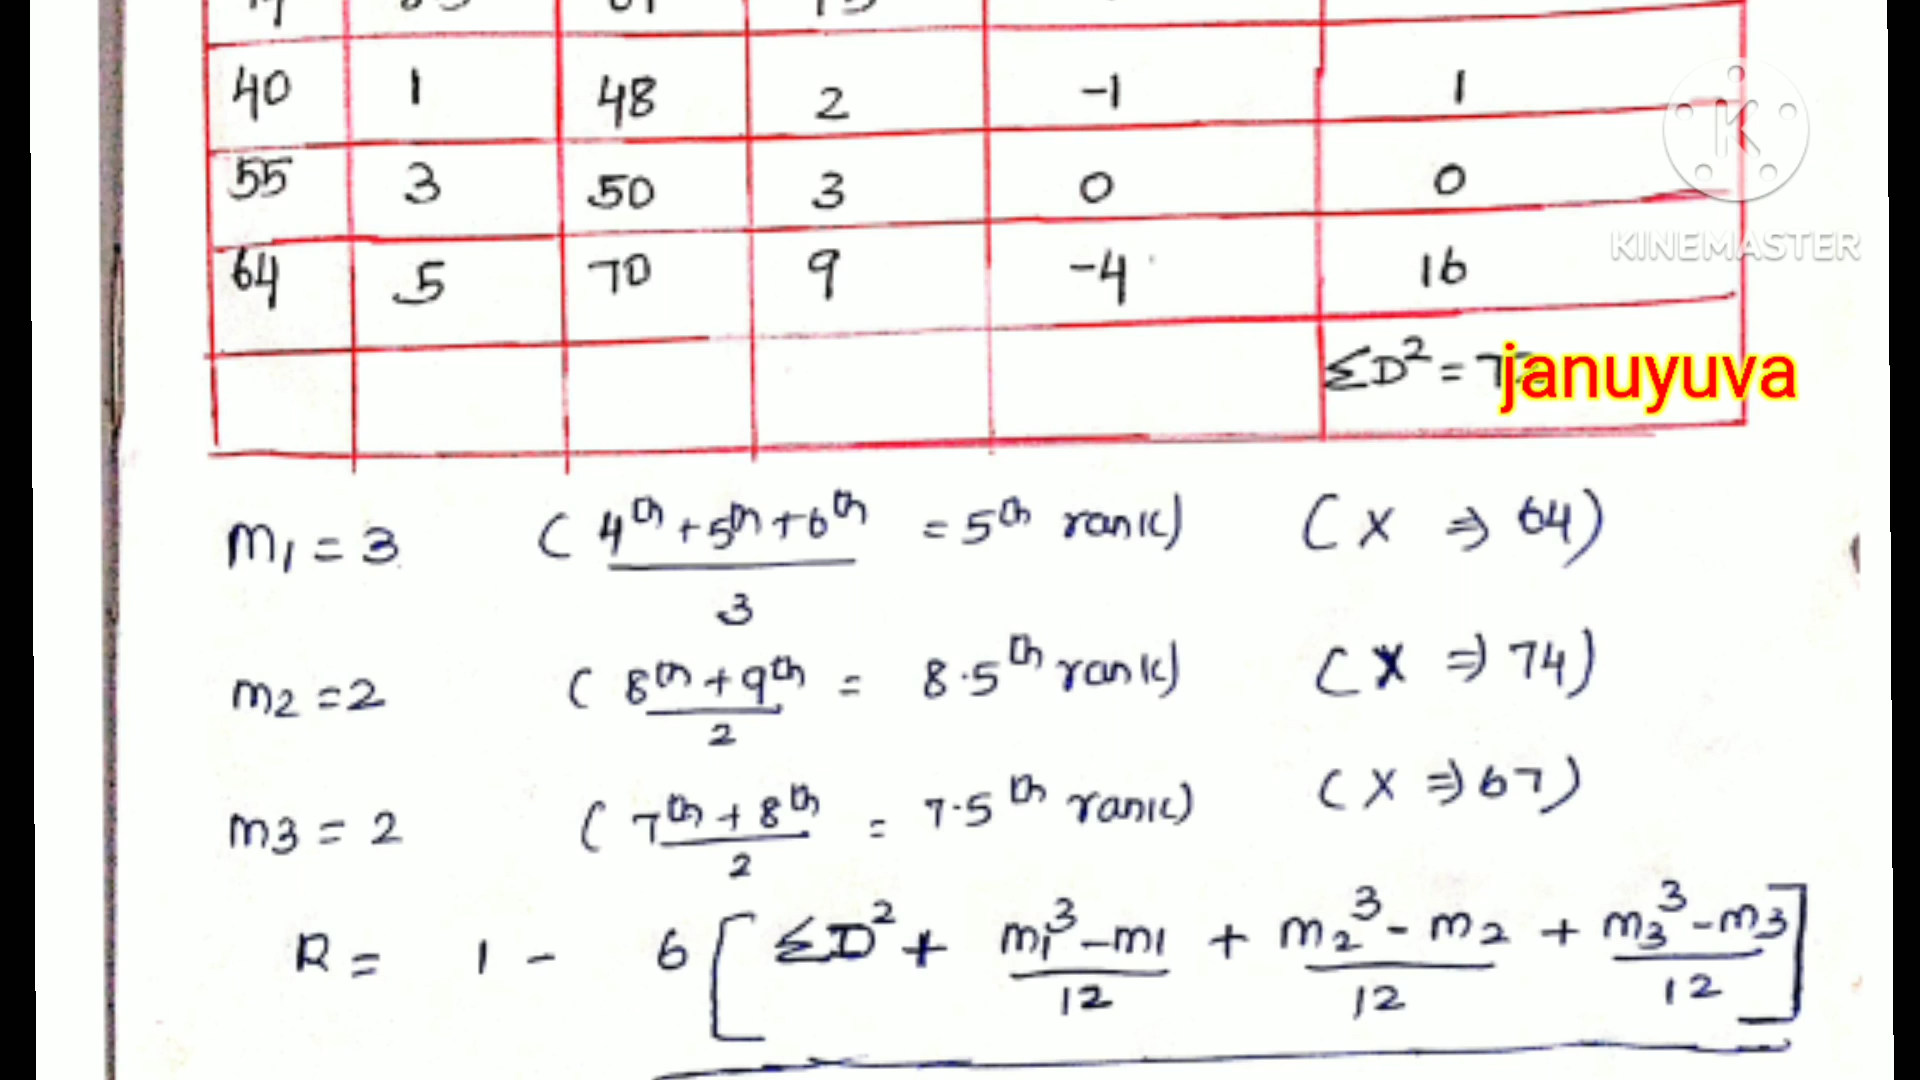 40 1 48 2 -1 1
55 3 50 3 0 0
KINEMASTER
64 5 70 9 -4 16
ΣD² =
januyuva
m₁ = 3 ( 4th + 5th + 6th / 3 = 5th rank) ( X ⇒ 64)
m2 = 2 ( 8th + 9th / 2 = 8.5th rank) ( X ⇒ 74)
m3 = 2 ( 7th + 8th / 2 = 7.5th rank) ( X ⇒ 67)
R = 1 - 6 [ ΣD² + m₁³ - m₁ / 12 + m₂³ - m2 / 12 + m₃³ - m3 / 12 ]